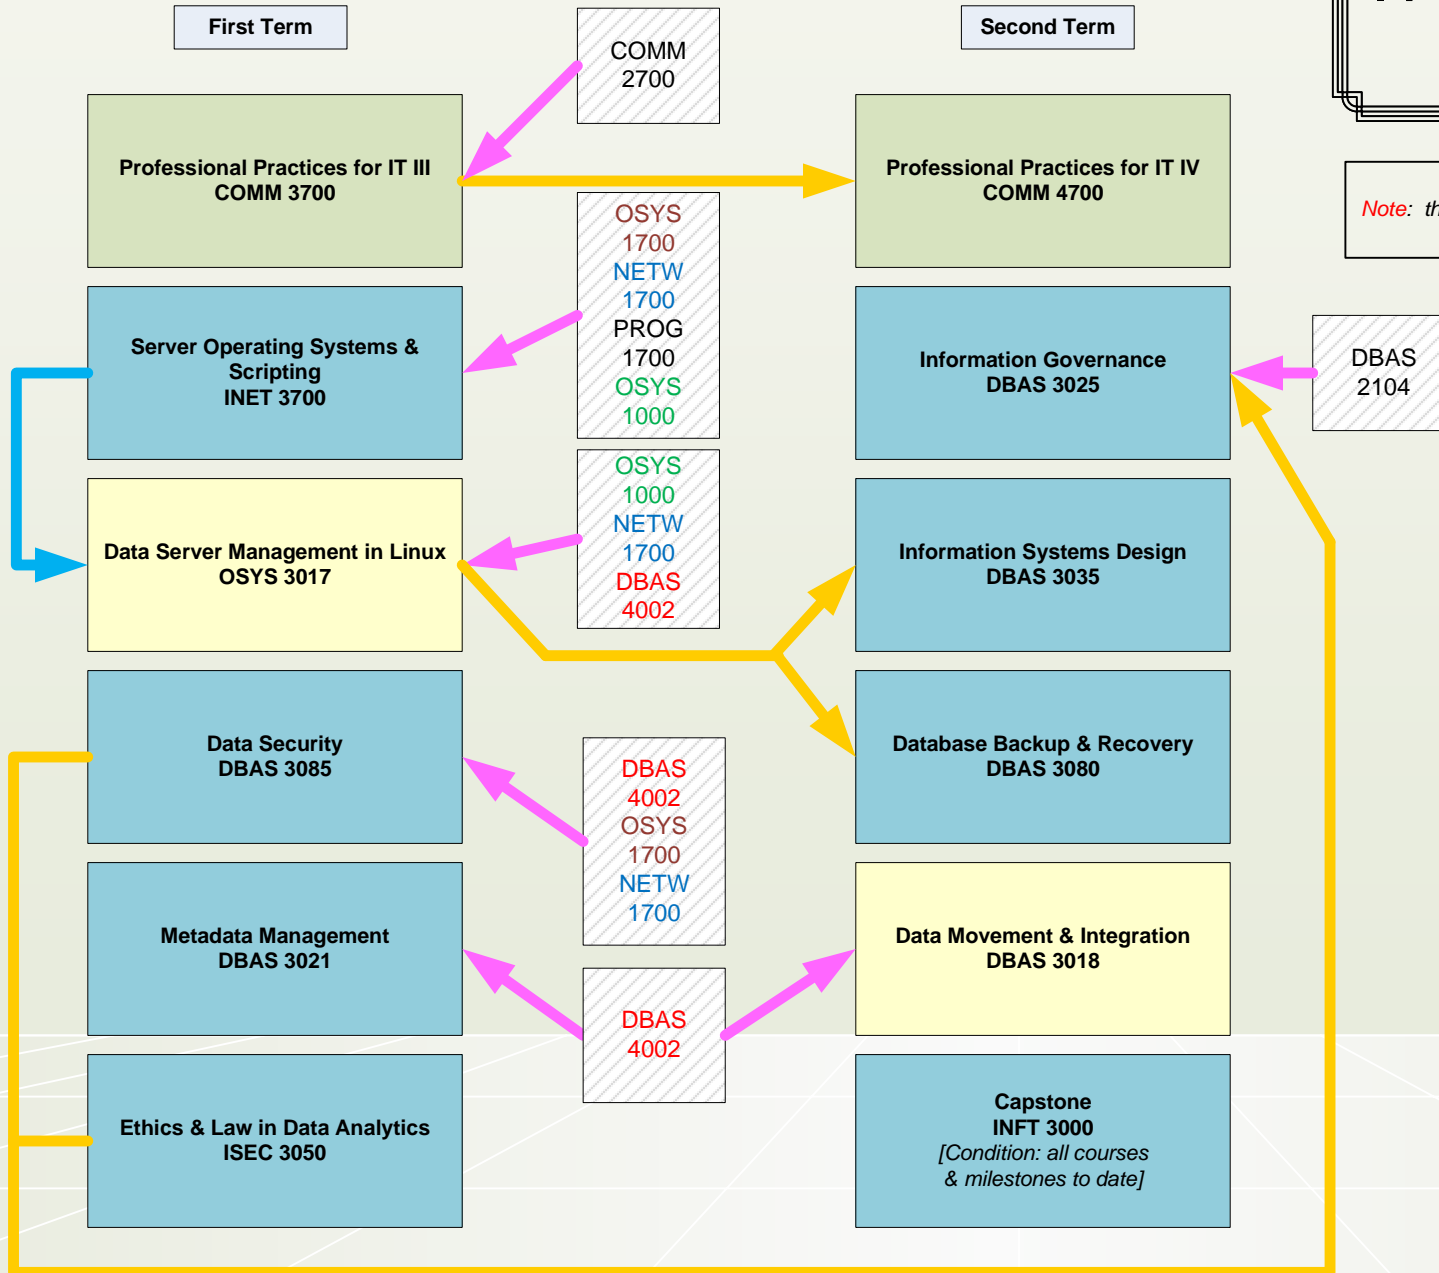 First Term
Second Term
COMM
2700
Professional Practices for IT III
COMM 3700
Professional Practices for IT IV
COMM 4700
Note: th
OSYS
1700
NETW
1700
PROG
1700
OSYS
1000
Server Operating Systems &
Scripting
INET 3700
Information Governance
DBAS 3025
DBAS
2104
OSYS
1000
NETW
1700
DBAS
4002
Data Server Management in Linux
OSYS 3017
Information Systems Design
DBAS 3035
Data Security
DBAS 3085
Database Backup & Recovery
DBAS 3080
DBAS
4002
OSYS
1700
NETW
1700
Metadata Management
DBAS 3021
Data Movement & Integration
DBAS 3018
DBAS
4002
Ethics & Law in Data Analytics
ISEC 3050
Capstone
INFT 3000
[Condition: all courses
& milestones to date]